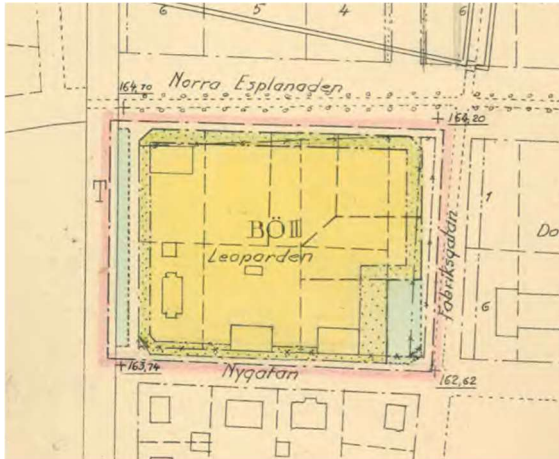 6
5
4
6
Norra Esplanaden
164,70
164,20
BÖ III
Leoparden
Fabriksgatan
1
Do
6
163,74
Nygatan
162,62